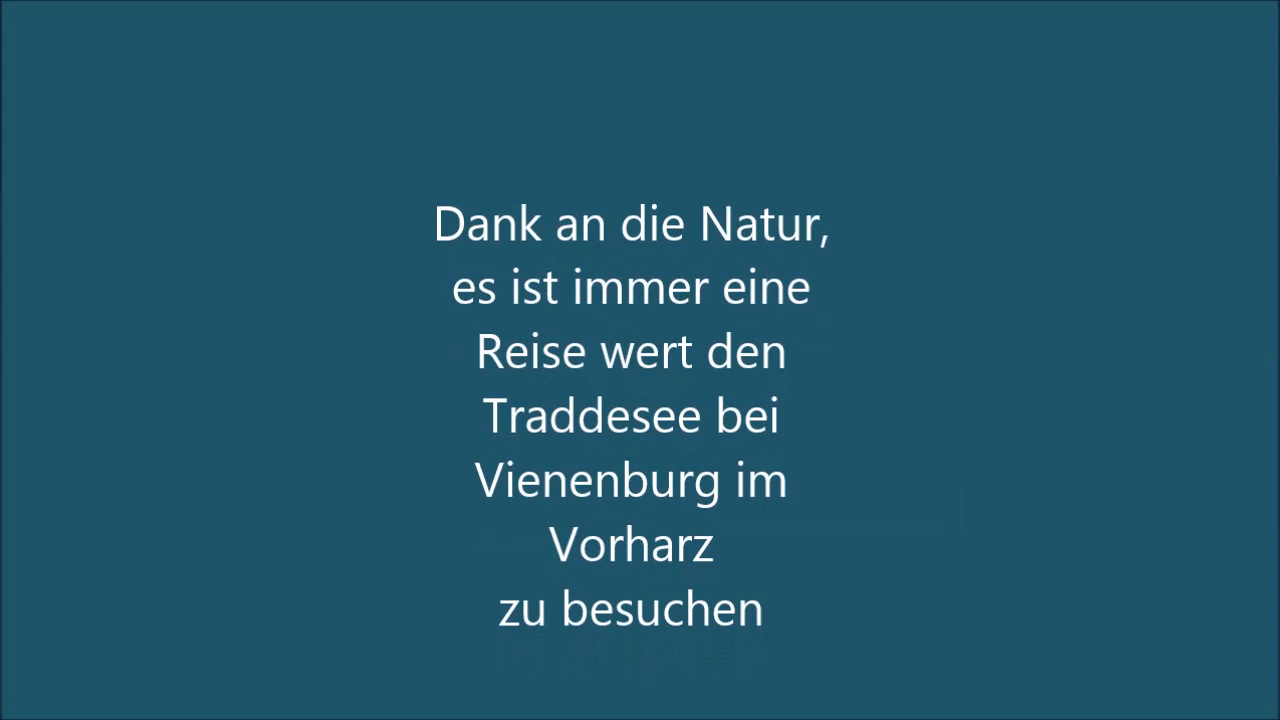 Dank an die Natur,
es ist immer eine
Reise wert den
Traddesee bei
Vienenburg im
Vorharz
zu besuchen